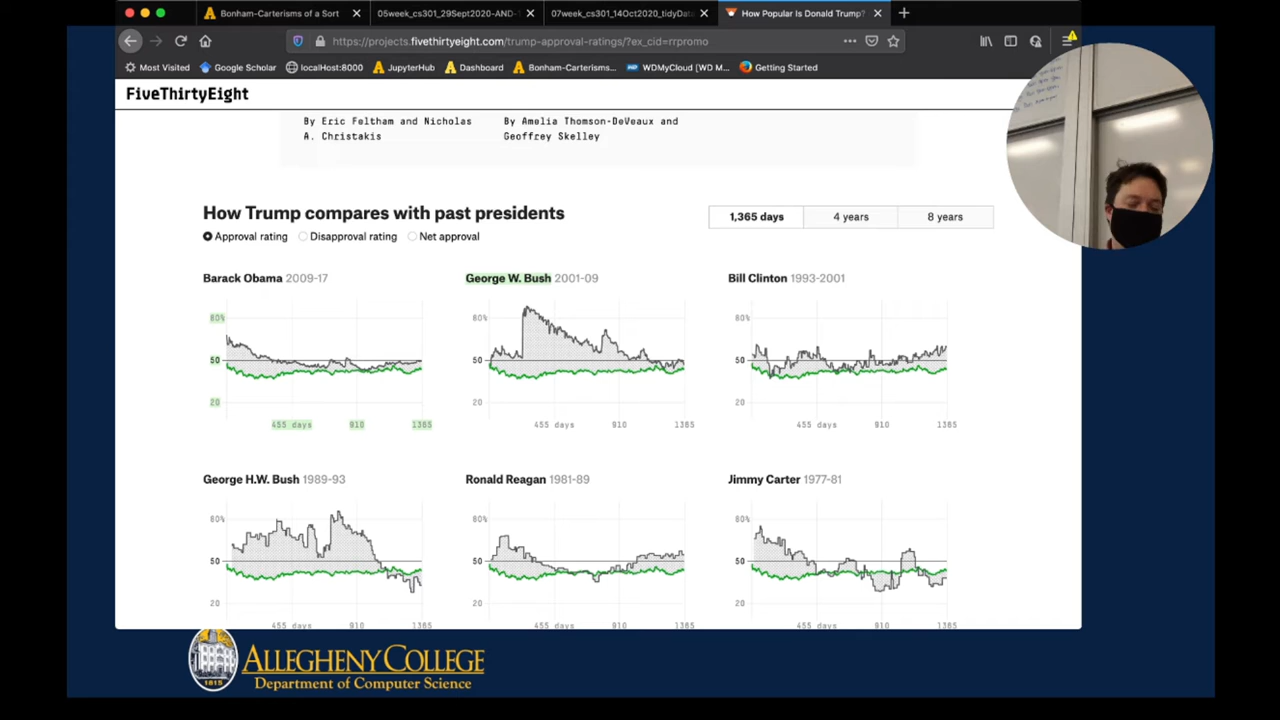 Bonham-Carterisms of a Sort
05week_cs301_29Sept2020-AND-
07week_cs301_14Oct2020_tidyData
How Popular Is Donald Trump?
https://projects.fivethirtyeight.com/trump-approval-ratings/?ex_cid=rrpromo
Most Visited
Google Scholar
localHost:8000
JupyterHub
Dashboard
Bonham-Carterisms...
WDMyCloud [WD M...
Getting Started
FiveThirtyEight
By Eric Feltham and Nicholas
A. Christakis
By Amelia Thomson-DeVeaux and
Geoffrey Skelley
How Trump compares with past presidents
1,365 days
4 years
8 years
Approval rating
Disapproval rating
Net approval
Barack Obama 2009-17
80%
50
20
455 days
910
1365
George W. Bush 2001-09
80%
50
20
455 days
910
1365
Bill Clinton 1993-2001
80%
50
20
455 days
910
1365
George H.W. Bush 1989-93
80%
50
20
455 days
910
1365
Ronald Reagan 1981-89
80%
50
20
455 days
910
1365
Jimmy Carter 1977-81
80%
50
20
455 days
910
1365
1815
ALLEGHENY COLLEGE
Department of Computer Science